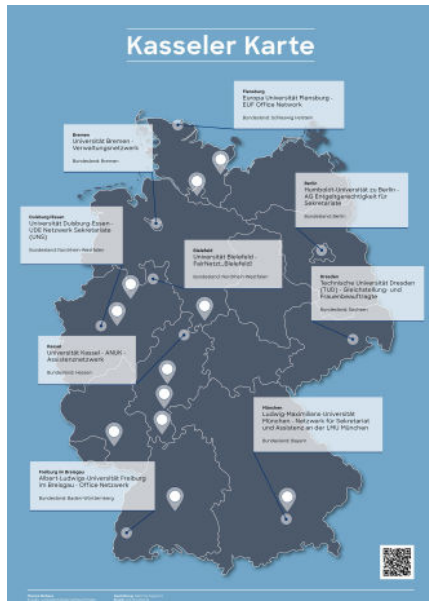 Kasseler Karte
Flensburg
Europa Universität Flensburg -
EUF Office Network
Bundesland: Schleswig Holstein
Bremen
Universität Bremen -
Verwaltungsnetzwerk
Bundesland: Bremen
Berlin
Humboldt-Universität zu Berlin -
AG Entgeltgerechtigkeit für
Sekretariate
Bundesland: Berlin
Duisburg/Essen
Universität Duisburg-Essen -
UDE Netzwerk Sekretariate
(UNS)
Bundesland: Nordrhein-Westfalen
Bielefeld
Universität Bielefeld -
Bundesland: Nordrhein-Westfalen
Dresden
Technische Universität Dresden
(TUD) - Gleichstellung- und
Frauenbeauftragte
Bundesland: Sachsen
Kassel
Universität Kassel - ANUK -
Assistenznetzwerk
Bundesland: Hessen
München
Ludwig-Maximilians-Universität
München - Netzwerk für Sekretariat
und Assistenz an der LMU München
Bundesland: Bayern
Freiburg im Breisgau
Albert-Ludwigs-Universität Freiburg
im Breisgau - Office Netzwerk
Bundesland: Baden-Württemberg